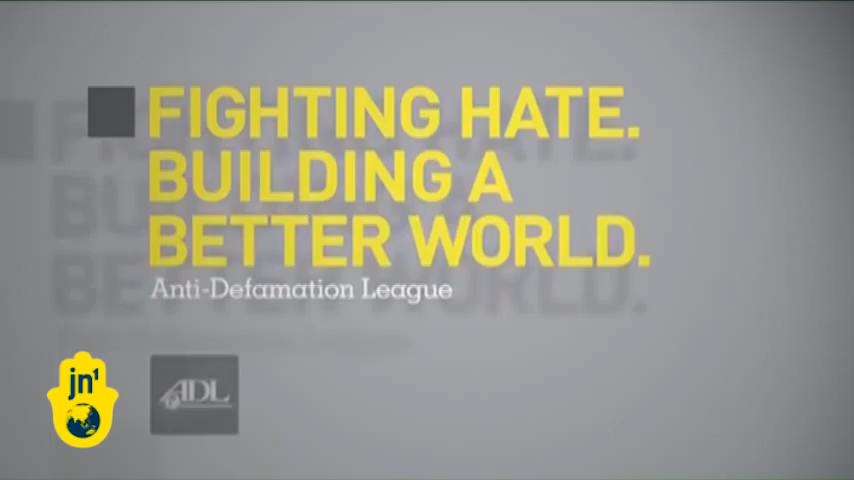 FIGHTING HATE.
BUILDING A
BETTER WORLD.
Anti-Defamation League
ADL
jn1